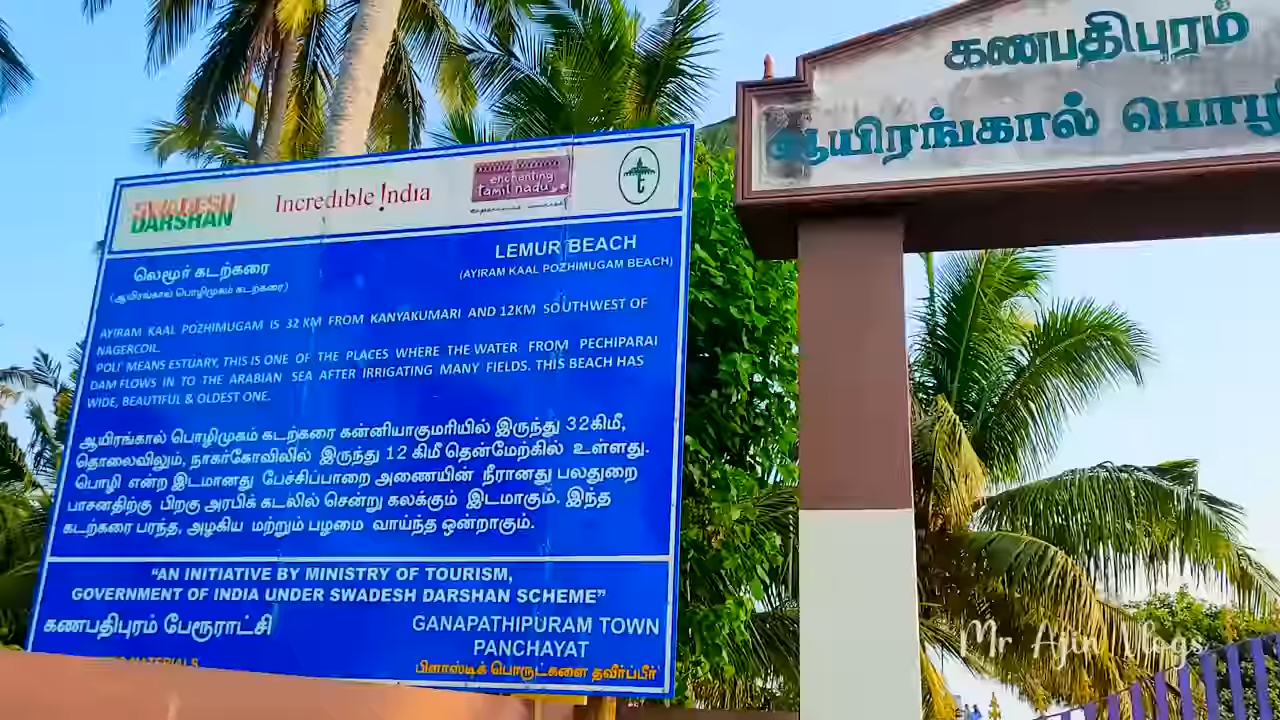 SWADESH
DARSHAN
Incredible !ndia
enchanting
tamil nadu
லெமூர் கடற்கரை
(ஆயிரங்கால் பொழிமுகம் கடற்கரை)
LEMUR BEACH
(AYIRAM KAAL POZHIMUGAM BEACH)
AYIRAM KAAL POZHIMUGAM IS 32 KM FROM KANYAKUMARI AND 12KM SOUTHWEST OF
NAGERCOIL.
POLI' MEANS ESTUARY, THIS IS ONE OF THE PLACES WHERE THE WATER FROM PECHIPARAI
DAM FLOWS IN TO THE ARABIAN SEA AFTER IRRIGATING MANY FIELDS. THIS BEACH HAS
WIDE, BEAUTIFUL & OLDEST ONE.
ஆயிரங்கால் பொழிமுகம் கடற்கரை கன்னியாகுமரியில் இருந்து 32கிமீ,
தொலைவிலும், நாகர்கோவிலில் இருந்து 12 கிமீ தென்மேற்கில் உள்ளது.
பொழி என்ற இடமானது பேச்சிப்பாறை அணையின் நீரானது பலதுறை
பாசனதிற்கு பிறகு அரபிக் கடலில் சென்று கலக்கும் இடமாகும். இந்த
கடற்கரை பரந்த, அழகிய மற்றும் பழமை வாய்ந்த ஒன்றாகும்.
"AN INITIATIVE BY MINISTRY OF TOURISM,
GOVERNMENT OF INDIA UNDER SWADESH DARSHAN SCHEME"
கணபதிபுரம் பேரூராட்சி
GANAPATHIPURAM TOWN
PANCHAYAT
MATERIALS
பிளாஸ்டிக் பொருட்களை தவிர்ப்பீர்
கணபதிபுரம்
ஆயிரங்கால் பொழி
Mr Ajin Vlogs